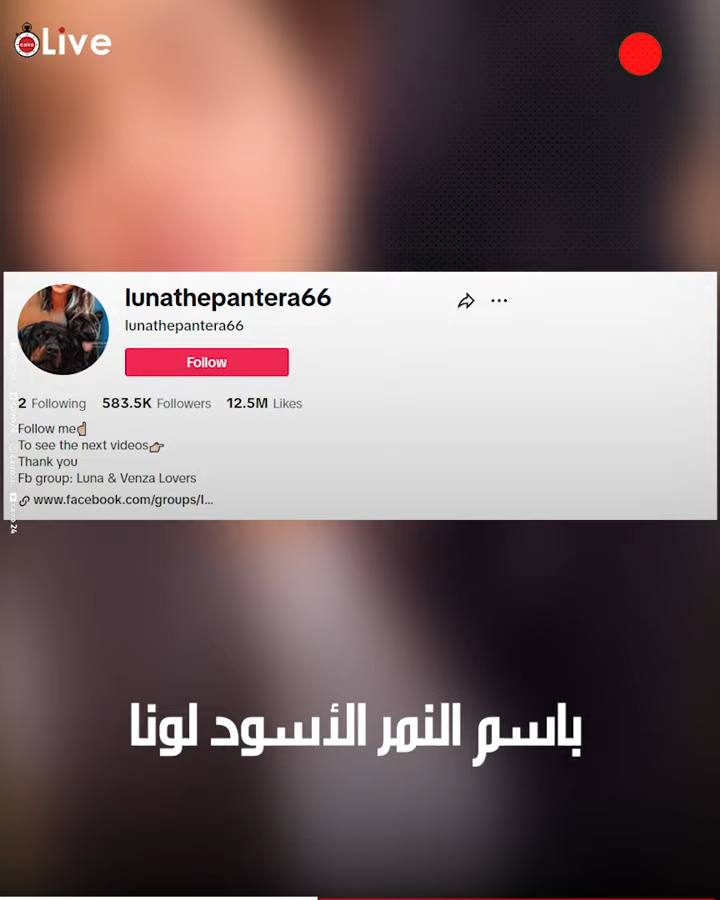 Live
lunathepantera66
lunathepantera66
Follow
2 Following 583.5K Followers 12.5M Likes
Follow me☝🏼
To see the next videos👉🏼
Thank you
Fb group: Luna & Venza Lovers
www.facebook.com/groups/l...
باسم النمر الأسود لونا